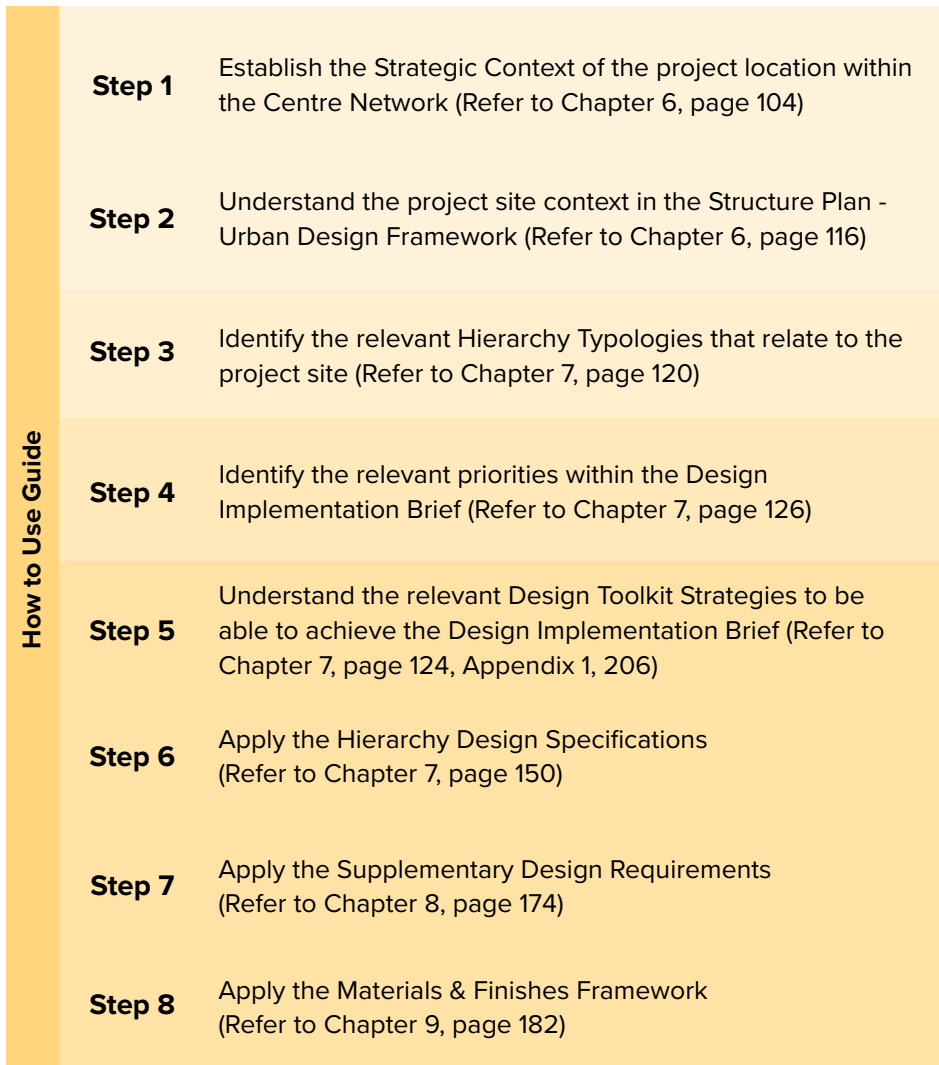 How to Use Guide
Step 1
Establish the Strategic Context of the project location within
the Centre Network (Refer to Chapter 6, page 104)
Step 2
Understand the project site context in the Structure Plan -
Urban Design Framework (Refer to Chapter 6, page 116)
Step 3
Identify the relevant Hierarchy Typologies that relate to the
project site (Refer to Chapter 7, page 120)
Step 4
Identify the relevant priorities within the Design
Implementation Brief (Refer to Chapter 7, page 126)
Step 5
Understand the relevant Design Toolkit Strategies to be
able to achieve the Design Implementation Brief (Refer to
Chapter 7, page 124, Appendix 1, 206)
Step 6
Apply the Hierarchy Design Specifications
(Refer to Chapter 7, page 150)
Step 7
Apply the Supplementary Design Requirements
(Refer to Chapter 8, page 174)
Step 8
Apply the Materials & Finishes Framework
(Refer to Chapter 9, page 182)